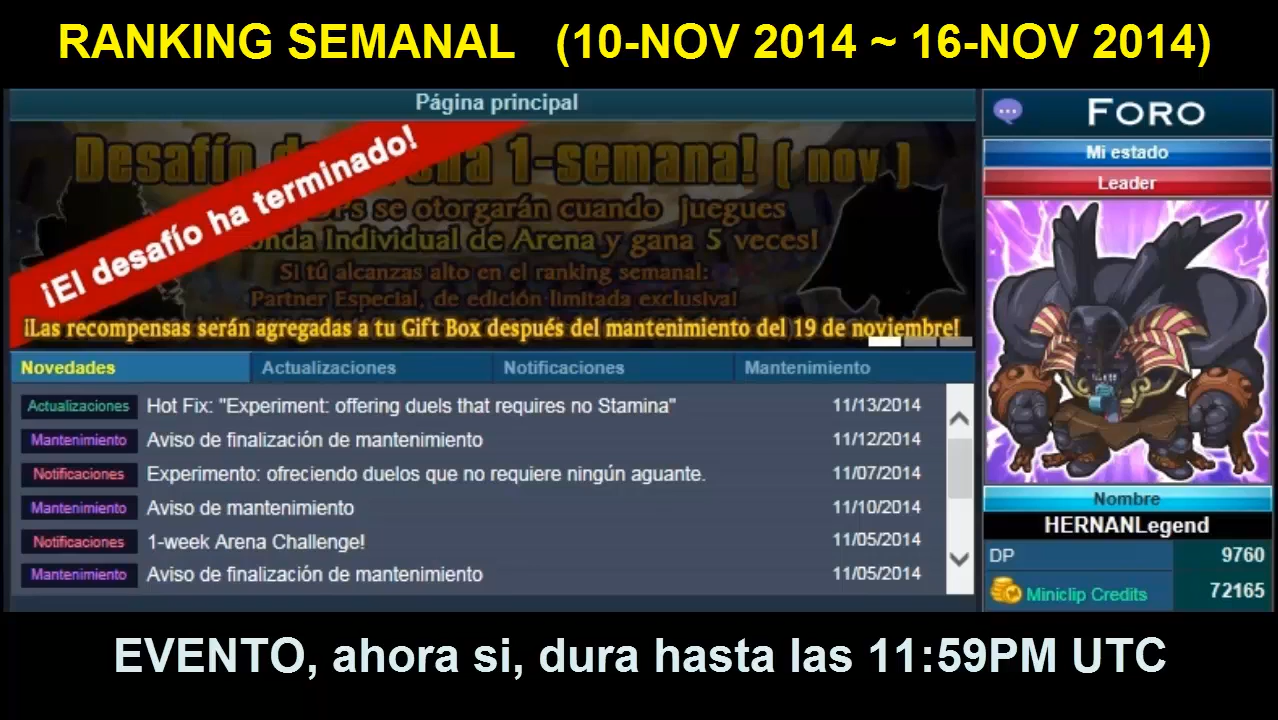 RANKING SEMANAL (10-NOV 2014 ~ 16-NOV 2014)
Página principal
Desafío de 1-semana! ( nov )
¡El desafío ha terminado!
se otorgarán cuando juegues
Individual de Arena y gana 5 veces!
Si tú alcanzas alto en el ranking semanal:
Partner Especial, de edición limitada exclusiva!
¡Las recompensas serán agregadas a tu Gift Box después del mantenimiento del 19 de noviembre!
Novedades Actualizaciones Notificaciones Mantenimiento
Actualizaciones Hot Fix: "Experiment: offering duels that requires no Stamina" 11/13/2014
Mantenimiento Aviso de finalización de mantenimiento 11/12/2014
Notificaciones Experimento: ofreciendo duelos que no requiere ningún aguante. 11/07/2014
Mantenimiento Aviso de mantenimiento 11/10/2014
Notificaciones 1-week Arena Challenge! 11/05/2014
Mantenimiento Aviso de finalización de mantenimiento 11/05/2014
FORO
Mi estado
Leader
Nombre
HERNANLegend
DP 9760
Miniclip Credits 72165
EVENTO, ahora si, dura hasta las 11:59PM UTC